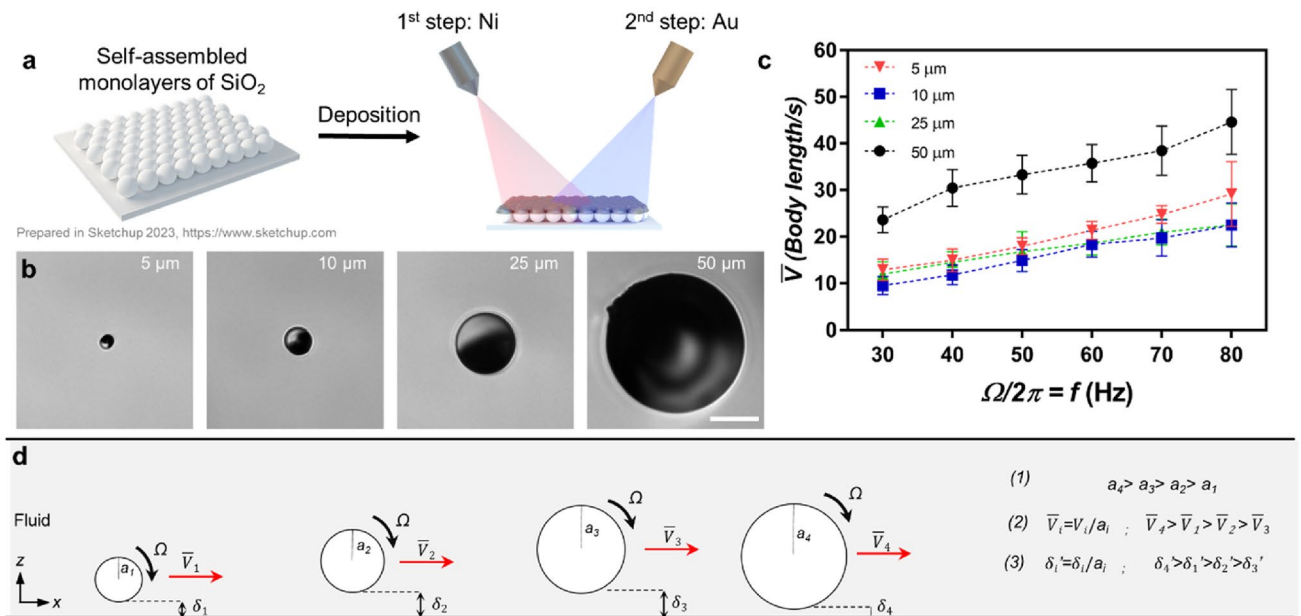 a
Self-assembled
monolayers of SiO₂
Deposition
1st step: Ni
2nd step: Au
Prepared in Sketchup 2023, https://www.sketchup.com
b
5 µm
10 µm
25 µm
50 µm
c
5 µm
10 µm
25 µm
50 µm
V̅ (Body length/s)
60
50
40
30
20
10
0
30 40 50 60 70 80
Ω/2π = f (Hz)
d
Fluid
z
x
a₁ Ω V̅₁ δ₁
a₂ Ω V̅₂ δ₂
a₃ Ω V̅₃ δ₃
a₄ Ω V̅₄ δ₄
(1) a₄> a₃> a₂> a₁
(2) V̅ᵢ=Vᵢ/aᵢ ; V̅₄> V̅₁> V̅₂> V̅₃
(3) δᵢ'=δᵢ/aᵢ ; δ₄'>δ₁'>δ₂'>δ₃'